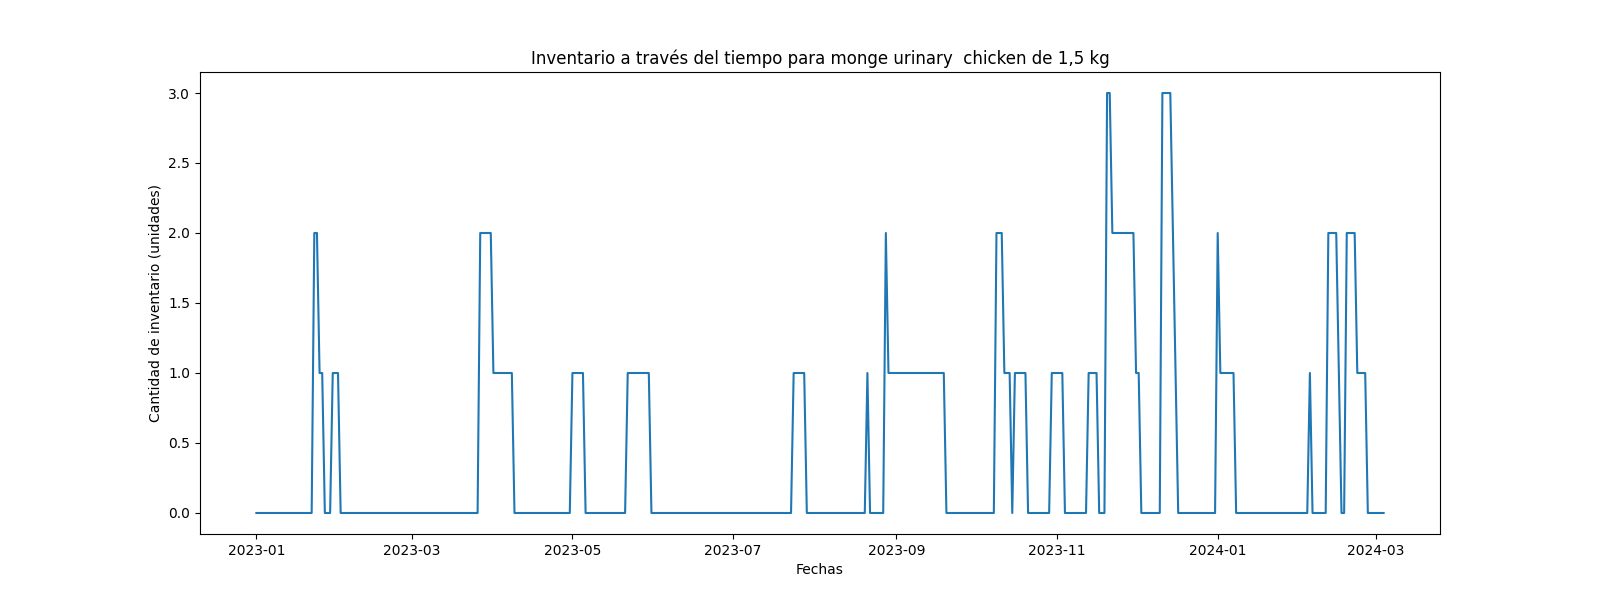 Inventario a través del tiempo para monge urinary  chicken de 1,5 kg
Cantidad de inventario (unidades)
3.0
2.5
2.0
1.5
1.0
0.5
0.0
2023-01 2023-03 2023-05 2023-07 2023-09 2023-11 2024-01 2024-03
Fechas